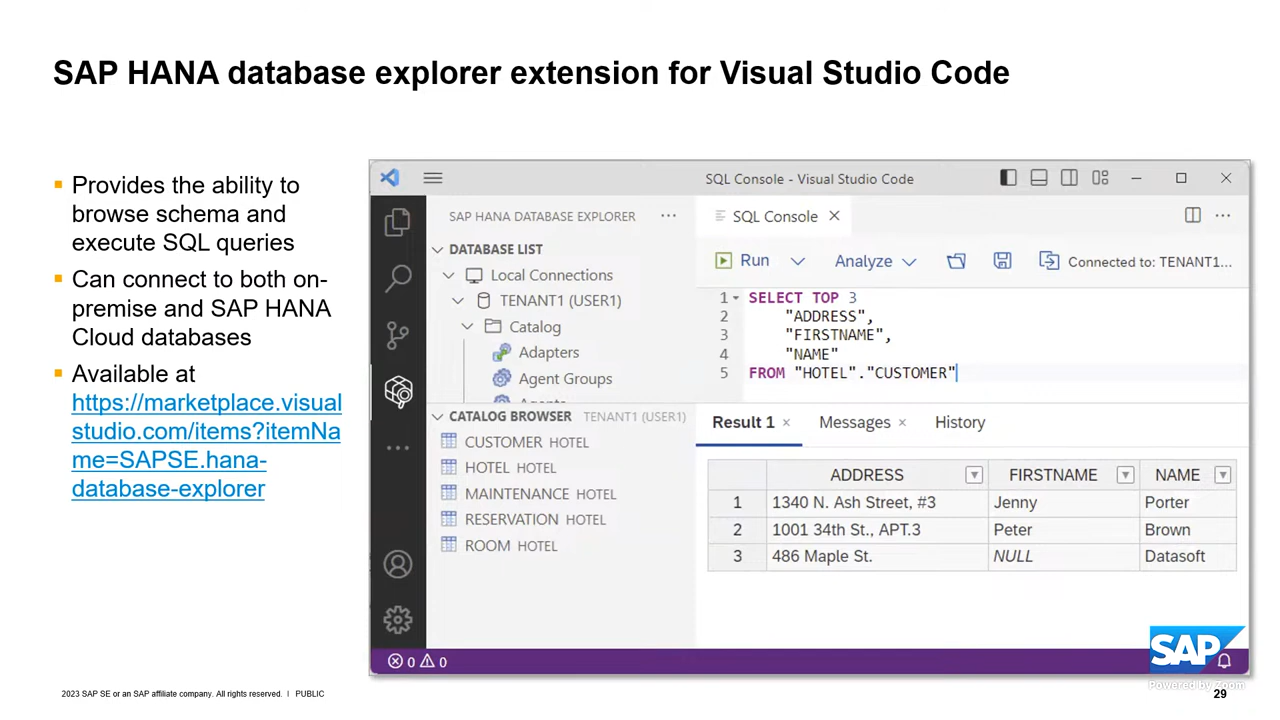 SAP HANA database explorer extension for Visual Studio Code
Provides the ability to
browse schema and
execute SQL queries
Can connect to both on-
premise and SAP HANA
Cloud databases
Available at
https://marketplace.visual
studio.com/items?itemNa
me=SAPSE.hana-
database-explorer
SQL Console - Visual Studio Code
SAP HANA DATABASE EXPLORER
DATABASE LIST
Local Connections
TENANT1 (USER1)
Catalog
Adapters
Agent Groups
Agents
CATALOG BROWSER TENANT1 (USER1)
CUSTOMER HOTEL
HOTEL HOTEL
MAINTENANCE HOTEL
RESERVATION HOTEL
ROOM HOTEL
SQL Console
Run Analyze Connected to: TENANT1...
1 SELECT TOP 3
2 "ADDRESS",
3 "FIRSTNAME",
4 "NAME"
5 FROM "HOTEL"."CUSTOMER"
Result 1 Messages History
ADDRESS FIRSTNAME NAME
1 1340 N. Ash Street, #3 Jenny Porter
2 1001 34th St., APT.3 Peter Brown
3 486 Maple St. NULL Datasoft
0 0
SAP
Powered by Zoom
2023 SAP SE or an SAP affiliate company. All rights reserved. | PUBLIC
29